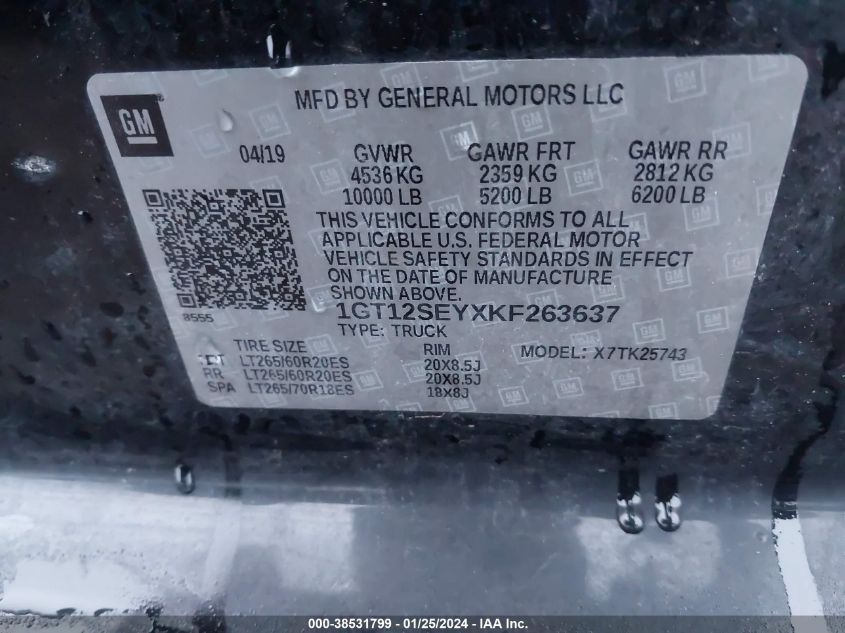 GM
MFD BY GENERAL MOTORS LLC
04/19 GVWR GAWR FRT GAWR RR
4536 KG 2359 KG 2812 KG
10000 LB 5200 LB 6200 LB
THIS VEHICLE CONFORMS TO ALL
APPLICABLE U.S. FEDERAL MOTOR
VEHICLE SAFETY STANDARDS IN EFFECT
ON THE DATE OF MANUFACTURE
SHOWN ABOVE.
8555
1GT12SEYXKF263637
TYPE: TRUCK
TIRE SIZE RIM MODEL: X7TK25743
LT265/60R20ES 20X8.5J
RR LT265/60R20ES 20X8.5J
SPA LT265/70R18ES 18X8J
000-38531799 - 01/25/2024 - IAA Inc.